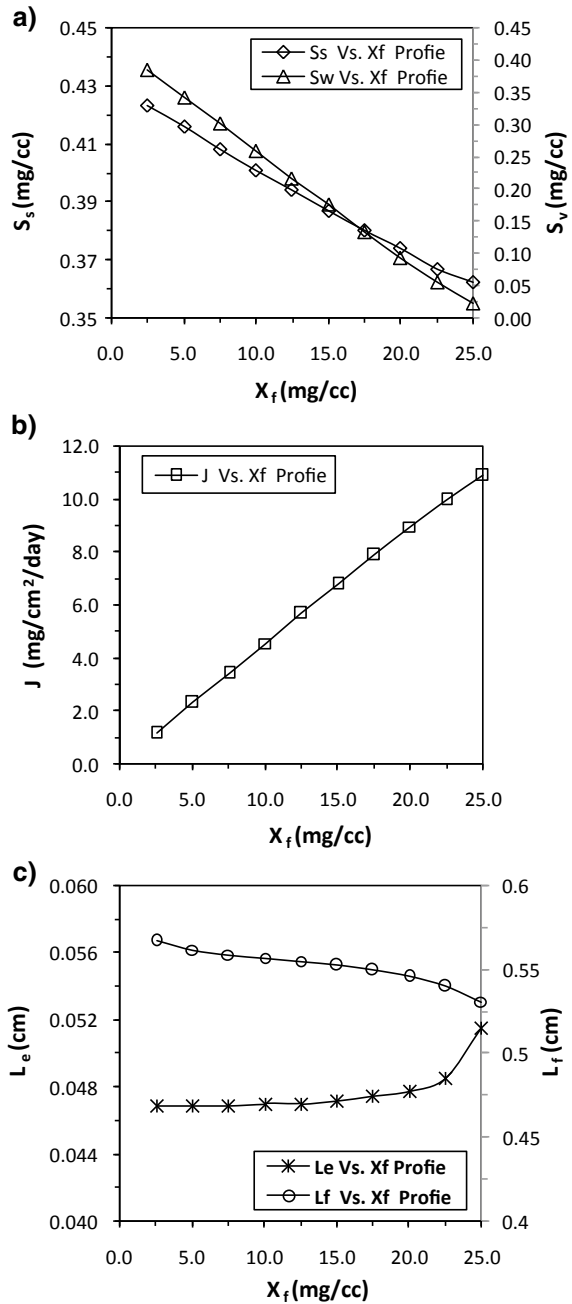 a)
0.45
0.43
0.41
0.39
0.37
0.35
Ss Vs. Xf Profie
Sw Vs. Xf Profie
0.45
0.40
0.35
0.30
0.25
0.20
0.15
0.10
0.05
0.00
Ss (mg/cc)
Sv (mg/cc)
5.0 10.0 15.0 20.0 25.0
Xf (mg/cc)
b)
12.0
10.0
8.0
6.0
4.0
2.0
0.0
J Vs. Xf Profie
J (mg/cm²/day)
0.0 5.0 10.0 15.0 20.0 25.0
Xf (mg/cc)
c)
0.060
0.056
0.052
0.048
0.044
0.040
0.6
0.55
0.5
0.45
0.4
Le (cm)
Lf (cm)
Le Vs. Xf Profie
Lf Vs. Xf Profie
0.0 5.0 10.0 15.0 20.0 25.0
Xf (mg/cc)